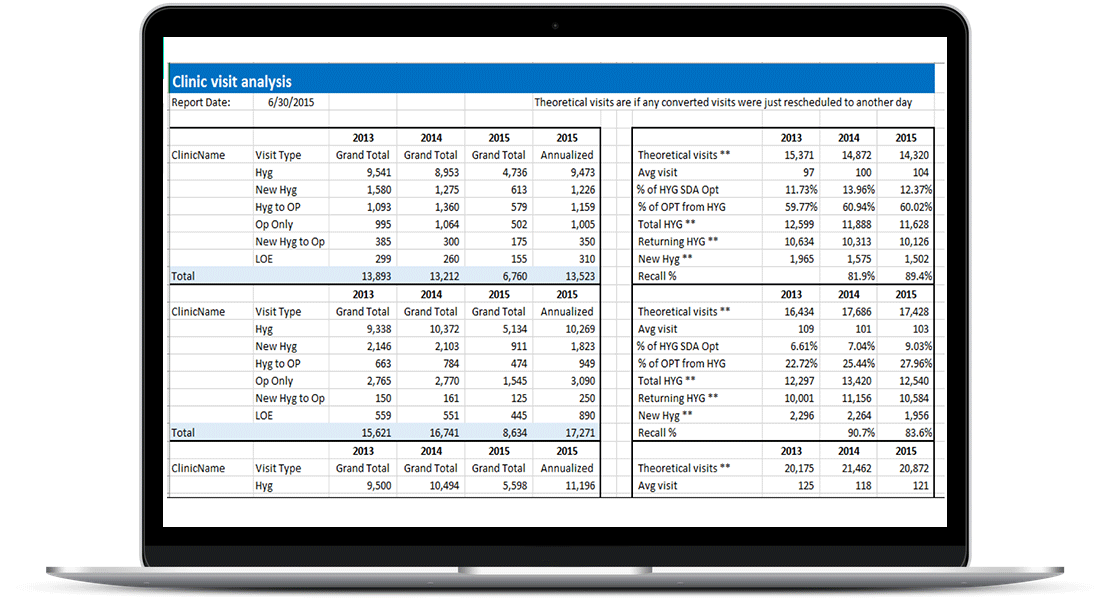 Clinic visit analysis
Report Date: 6/30/2015 Theoretical visits are if any converted visits were just rescheduled to another day
2013 2014 2015 2015 2013 2014 2015
ClinicName Visit Type Grand Total Grand Total Grand Total Annualized Theoretical visits ** 15,371 14,872 14,320
Hyg 9,541 8,953 4,736 9,473 Avg visit 97 100 104
New Hyg 1,580 1,275 613 1,226 % of HYG SDA Opt 11.73% 13.96% 12.37%
Hyg to OP 1,093 1,360 579 1,159 % of OPT from HYG 59.77% 60.94% 60.02%
Op Only 995 1,064 502 1,005 Total HYG ** 12,599 11,888 11,628
New Hyg to Op 385 300 175 350 Returning HYG ** 10,634 10,313 10,126
LOE 299 260 155 310 New Hyg ** 1,965 1,575 1,502
Total 13,893 13,212 6,760 13,523 Recall % 81.9% 89.4%
2013 2014 2015 2015 2013 2014 2015
ClinicName Visit Type Grand Total Grand Total Grand Total Annualized Theoretical visits ** 16,434 17,686 17,428
Hyg 9,338 10,372 5,134 10,269 Avg visit 109 101 103
New Hyg 2,146 2,103 911 1,823 % of HYG SDA Opt 6.61% 7.04% 9.03%
Hyg to OP 663 784 474 949 % of OPT from HYG 22.72% 25.44% 27.96%
Op Only 2,765 2,770 1,545 3,090 Total HYG ** 12,297 13,420 12,540
New Hyg to Op 150 161 125 250 Returning HYG ** 10,001 11,156 10,584
LOE 559 551 445 890 New Hyg ** 2,296 2,264 1,956
Total 15,621 16,741 8,634 17,271 Recall % 90.7% 83.6%
2013 2014 2015 2015 2013 2014 2015
ClinicName Visit Type Grand Total Grand Total Grand Total Annualized Theoretical visits ** 20,175 21,462 20,872
Hyg 9,500 10,494 5,598 11,196 Avg visit 125 118 121